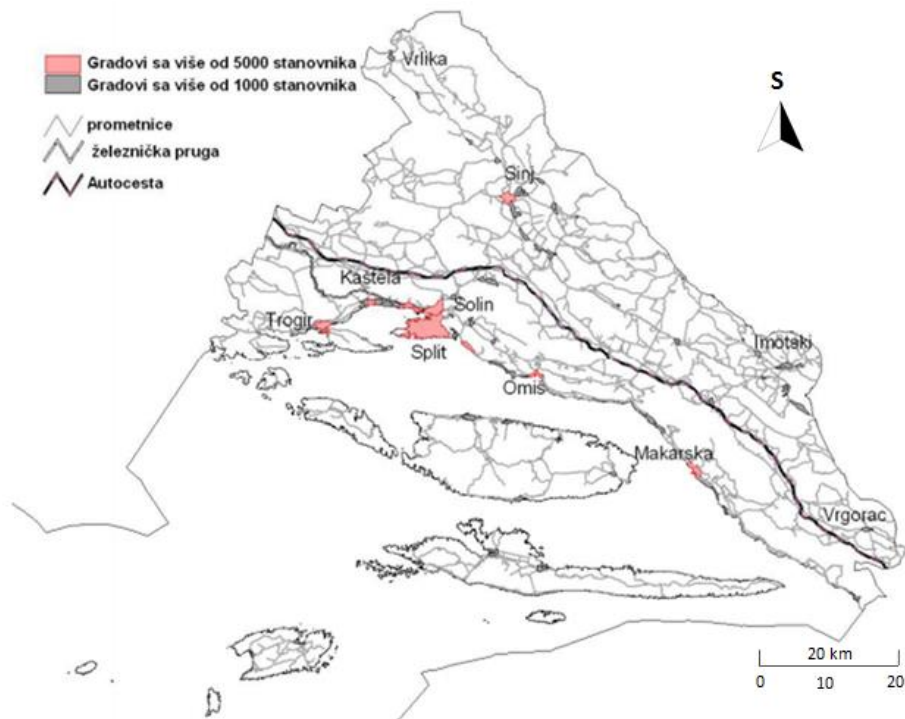 Gradovi sa više od 5000 stanovnika
Gradovi sa više od 1000 stanovnika
prometnice
željeznička pruga
Autocesta
S
Vrlika
Sinj
Kaštela
Solin
Trogir
Split
Imotski
Omiš
Makarska
Vrgorac
20 km
0 10 20